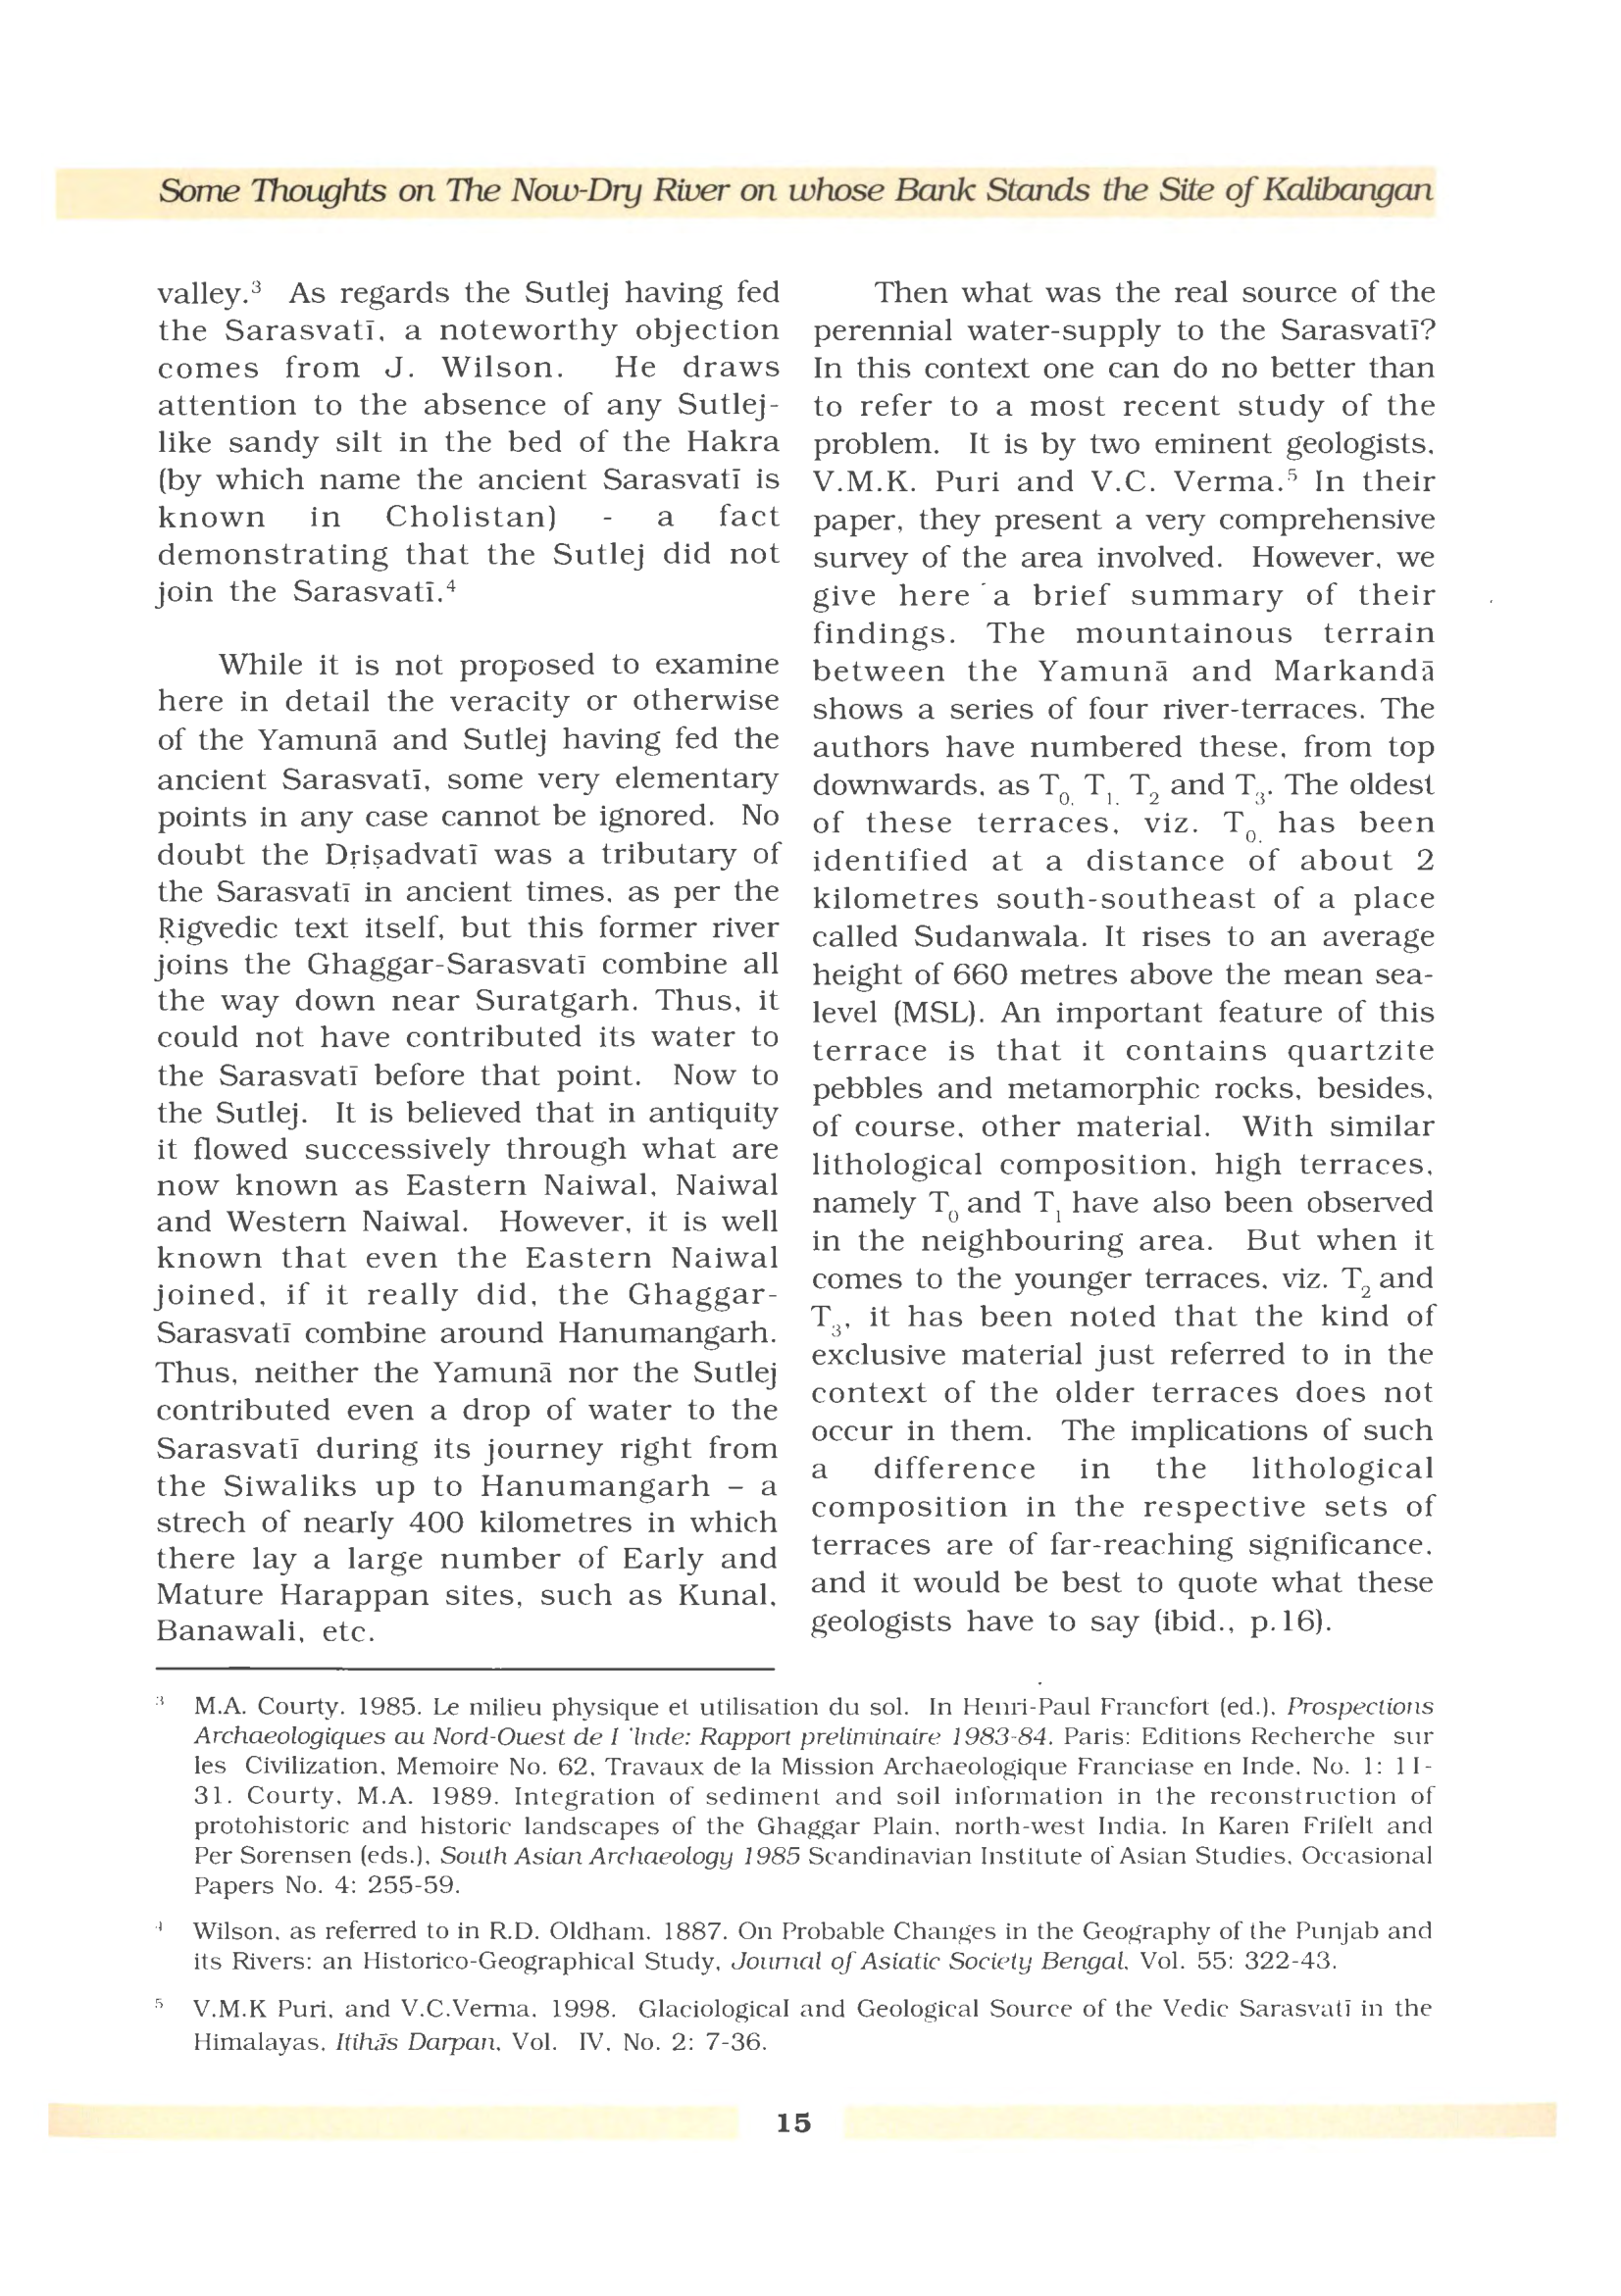 Some Thoughts on The Now-Dry River on whose Bank Stands the Site of Kalibangan
valley.³ As regards the Sutlej having fed
the Sarasvatī, a noteworthy objection
comes from J. Wilson. He draws
attention to the absence of any Sutlej-
like sandy silt in the bed of the Hakra
(by which name the ancient Sarasvatī is
known in Cholistan) - a fact
demonstrating that the Sutlej did not
join the Sarasvatī.⁴
While it is not proposed to examine
here in detail the veracity or otherwise
of the Yamunā and Sutlej having fed the
ancient Sarasvatī, some very elementary
points in any case cannot be ignored. No
doubt the Dṛiṣadvatī was a tributary of
the Sarasvatī in ancient times, as per the
Ṛigvedic text itself, but this former river
joins the Ghaggar-Sarasvatī combine all
the way down near Suratgarh. Thus, it
could not have contributed its water to
the Sarasvatī before that point. Now to
the Sutlej. It is believed that in antiquity
it flowed successively through what are
now known as Eastern Naiwal, Naiwal
and Western Naiwal. However, it is well
known that even the Eastern Naiwal
joined, if it really did, the Ghaggar-
Sarasvatī combine around Hanumangarh.
Thus, neither the Yamunā nor the Sutlej
contributed even a drop of water to the
Sarasvatī during its journey right from
the Siwaliks up to Hanumangarh – a
strech of nearly 400 kilometres in which
there lay a large number of Early and
Mature Harappan sites, such as Kunal,
Banawali, etc.
Then what was the real source of the
perennial water-supply to the Sarasvatī?
In this context one can do no better than
to refer to a most recent study of the
problem. It is by two eminent geologists,
V.M.K. Puri and V.C. Verma.⁵ In their
paper, they present a very comprehensive
survey of the area involved. However, we
give here a brief summary of their
findings. The mountainous terrain
between the Yamunā and Markandā
shows a series of four river-terraces. The
authors have numbered these, from top
downwards, as T₀, T₁, T₂ and T₃. The oldest
of these terraces, viz. T₀, has been
identified at a distance of about 2
kilometres south-southeast of a place
called Sudanwala. It rises to an average
height of 660 metres above the mean sea-
level (MSL). An important feature of this
terrace is that it contains quartzite
pebbles and metamorphic rocks, besides,
of course, other material. With similar
lithological composition, high terraces,
namely T₀ and T₁ have also been observed
in the neighbouring area. But when it
comes to the younger terraces, viz. T₂ and
T₃, it has been noted that the kind of
exclusive material just referred to in the
context of the older terraces does not
occur in them. The implications of such
a difference in the lithological
composition in the respective sets of
terraces are of far-reaching significance,
and it would be best to quote what these
geologists have to say (ibid., p.16).
³ M.A. Courty. 1985. Le milieu physique et utilisation du sol. In Henri-Paul Francfort (ed.), Prospections
Archaeologiques au Nord-Ouest de I 'Inde: Rapport preliminaire 1983-84. Paris: Editions Recherche sur
les Civilization, Memoire No. 62, Travaux de la Mission Archaeologique Franciase en Inde, No. 1: 11-
31. Courty, M.A. 1989. Integration of sediment and soil information in the reconstruction of
protohistoric and historic landscapes of the Ghaggar Plain, north-west India. In Karen Frifelt and
Per Sorensen (eds.), South Asian Archaeology 1985 Scandinavian Institute of Asian Studies, Occasional
Papers No. 4: 255-59.
⁴ Wilson, as referred to in R.D. Oldham. 1887. On Probable Changes in the Geography of the Punjab and
its Rivers: an Historico-Geographical Study, Journal of Asiatic Society Bengal, Vol. 55: 322-43.
⁵ V.M.K Puri, and V.C.Verma. 1998. Glaciological and Geological Source of the Vedic Sarasvatī in the
Himalayas, Itihās Darpan, Vol. IV, No. 2: 7-36.
15